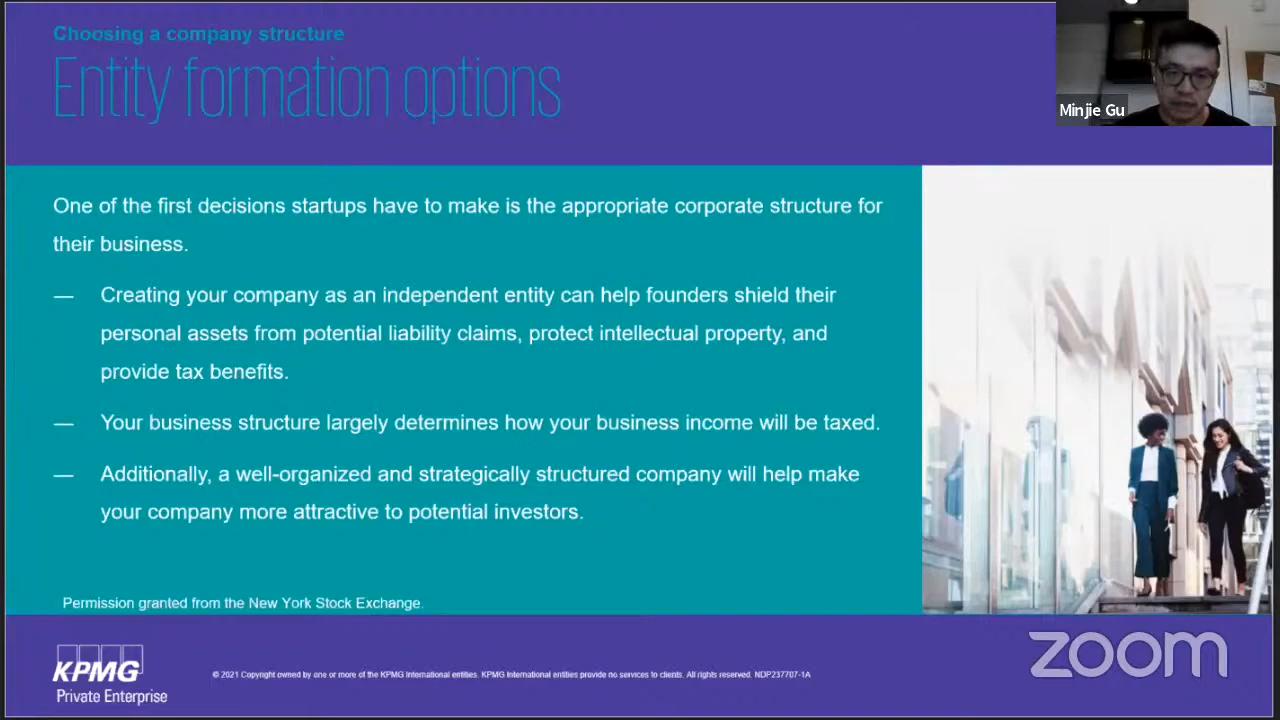 Choosing a company structure
Entity formation options
Minjie Gu
One of the first decisions startups have to make is the appropriate corporate structure for
their business.
— Creating your company as an independent entity can help founders shield their
personal assets from potential liability claims, protect intellectual property, and
provide tax benefits.
— Your business structure largely determines how your business income will be taxed.
— Additionally, a well-organized and strategically structured company will help make
your company more attractive to potential investors.
Permission granted from the New York Stock Exchange.
KPMG
Private Enterprise
© 2021 Copyright owned by one or more of the KPMG International entities. KPMG International entities provide no services to clients. All rights reserved. NDP237707-1A
zoom